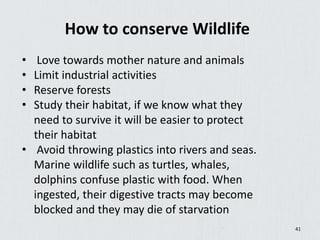 How to conserve Wildlife
• Love towards mother nature and animals
• Limit industrial activities
• Reserve forests
• Study their habitat, if we know what they
need to survive it will be easier to protect
their habitat
• Avoid throwing plastics into rivers and seas.
Marine wildlife such as turtles, whales,
dolphins confuse plastic with food. When
ingested, their digestive tracts may become
blocked and they may die of starvation
41